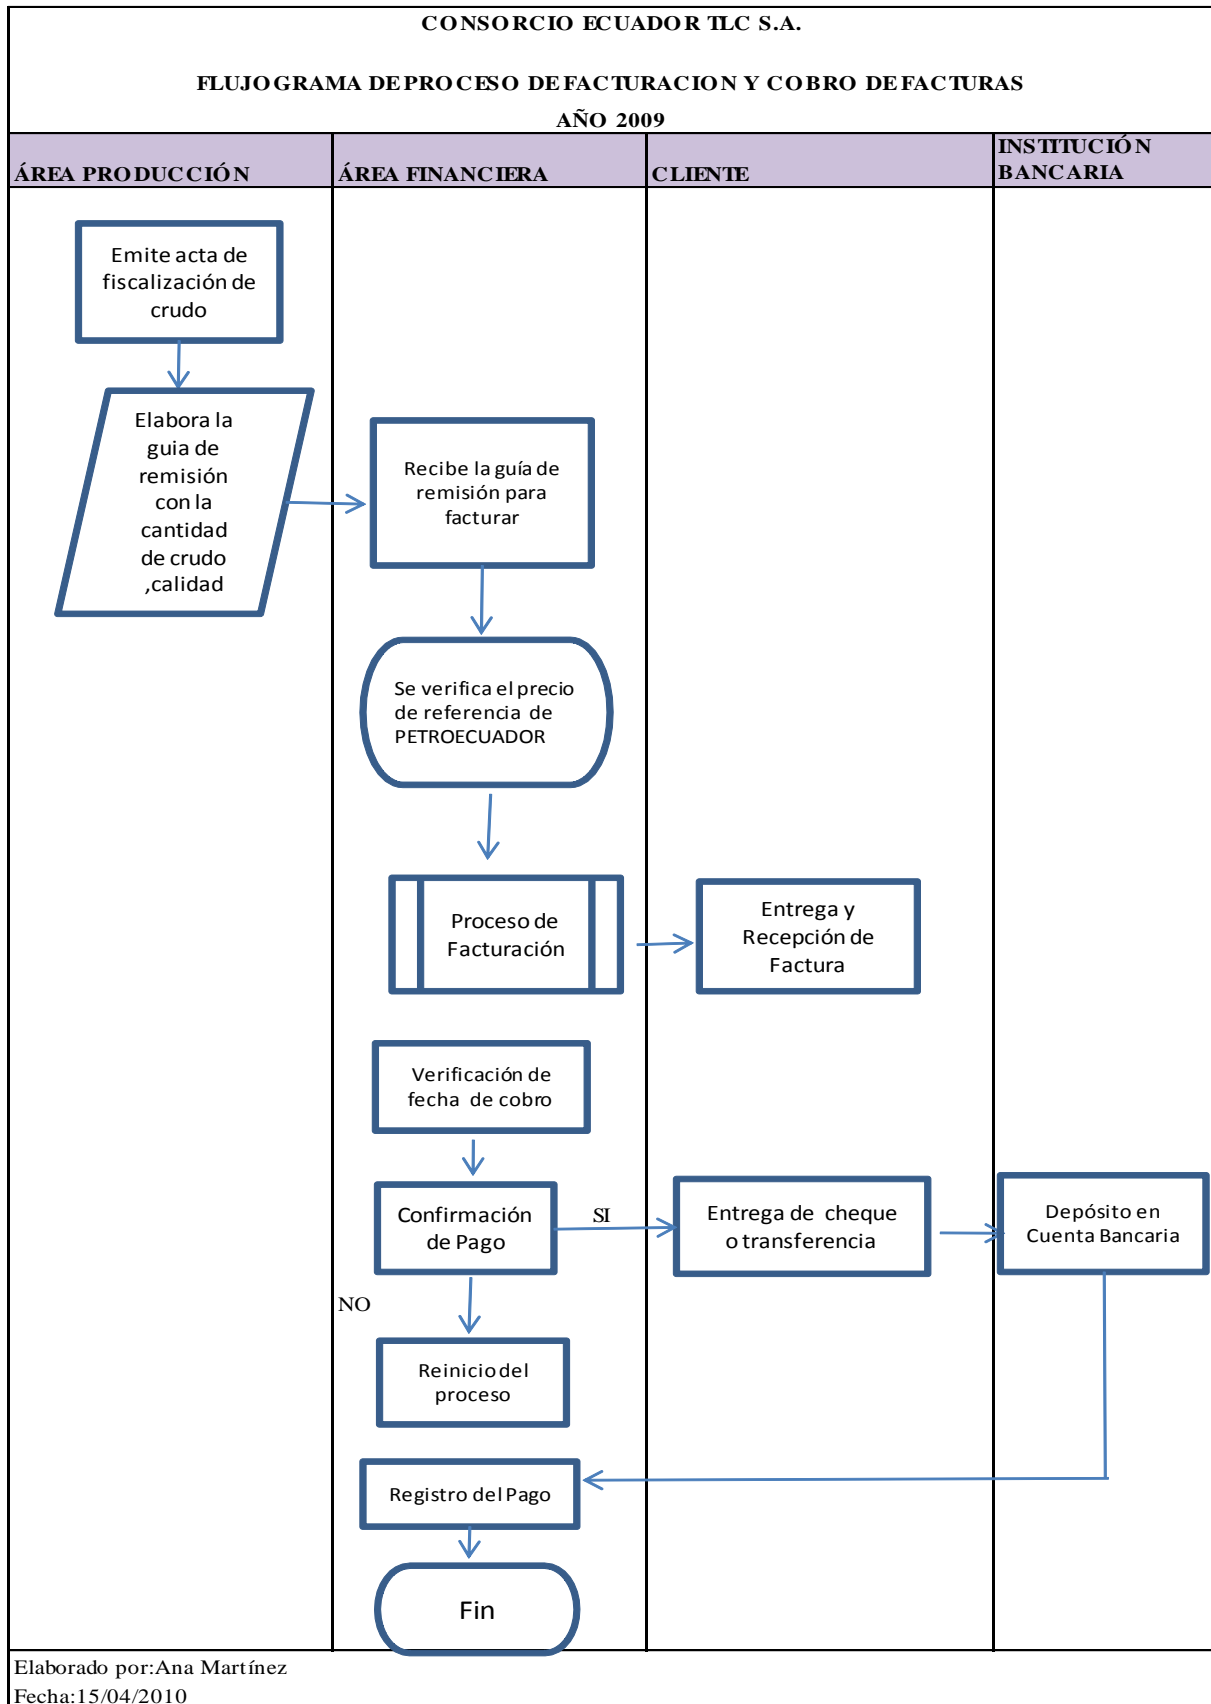 CONSORCIO ECUADOR TLC S.A.
FLUJOGRAMA DE PROCESO DE FACTURACION Y COBRO DE FACTURAS
AÑO 2009
ÁREA PRODUCCIÓN
ÁREA FINANCIERA
CLIENTE
INSTITUCIÓN
BANCARIA
Emite acta de
fiscalización de
crudo
Elabora la
guia de
remisión
con la
cantidad
de crudo
,calidad
Recibe la guía de
remisión para
facturar
Se verifica el precio
de referencia de
PETROECUADOR
Proceso de
Facturación
Entrega y
Recepción de
Factura
Verificación de
fecha de cobro
Confirmación
de Pago
SI
Entrega de cheque
o transferencia
Depósito en
Cuenta Bancaria
NO
Reinicio del
proceso
Registro del Pago
Fin
Elaborado por:Ana Martínez
Fecha:15/04/2010